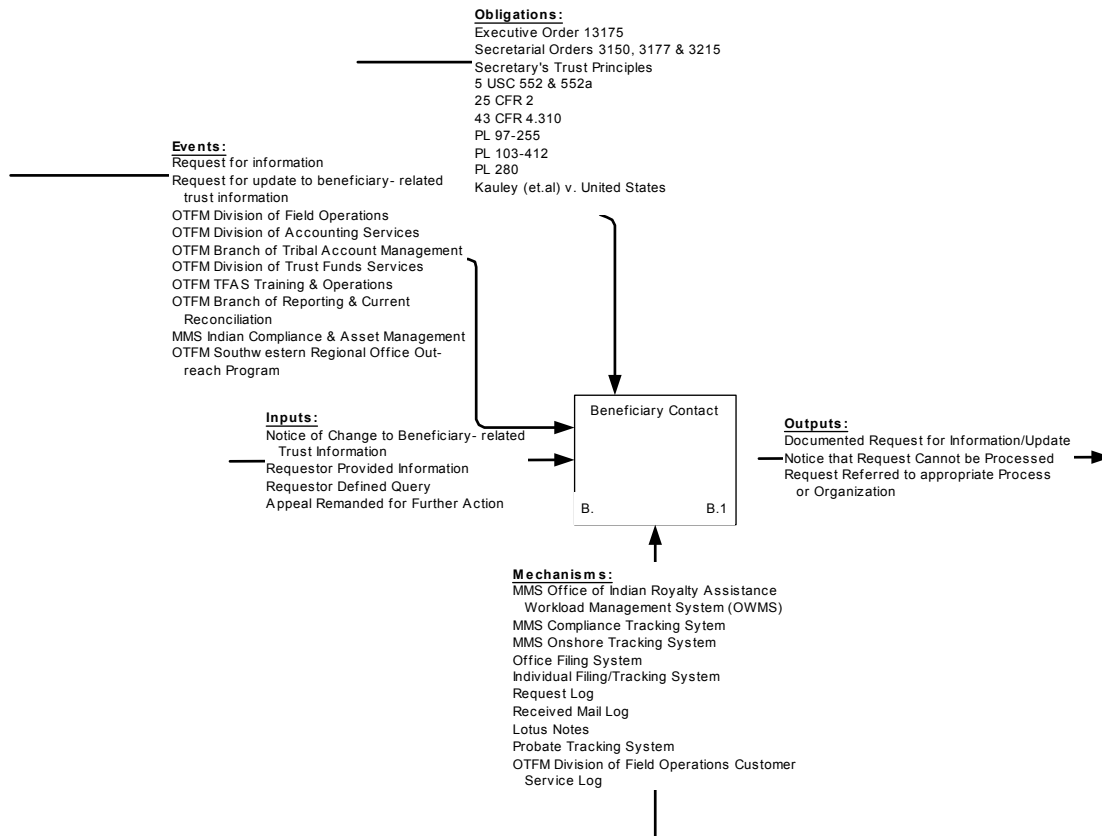 Obligations:
Executive Order 13175
Secretarial Orders 3150, 3177 & 3215
Secretary's Trust Principles
5 USC 552 & 552a
25 CFR 2
43 CFR 4.310
PL 97-255
PL 103-412
PL 280
Kauley (et.al) v. United States
Events:
Request for information
Request for update to beneficiary- related
trust information
OTFM Division of Field Operations
OTFM Division of Accounting Services
OTFM Branch of Tribal Account Management
OTFM Division of Trust Funds Services
OTFM TFAS Training & Operations
OTFM Branch of Reporting & Current
Reconciliation
MMS Indian Compliance & Asset Management
OTFM Southwestern Regional Office Out-
reach Program
Inputs:
Notice of Change to Beneficiary- related
Trust Information
Requestor Provided Information
Requestor Defined Query
Appeal Remanded for Further Action
Beneficiary Contact
B.
B.1
Outputs:
Documented Request for Information/Update
Notice that Request Cannot be Processed
Request Referred to appropriate Process
or Organization
Mechanisms:
MMS Office of Indian Royalty Assistance
Workload Management System (OWMS)
MMS Compliance Tracking Sytem
MMS Onshore Tracking System
Office Filing System
Individual Filing/Tracking System
Request Log
Received Mail Log
Lotus Notes
Probate Tracking System
OTFM Division of Field Operations Customer
Service Log